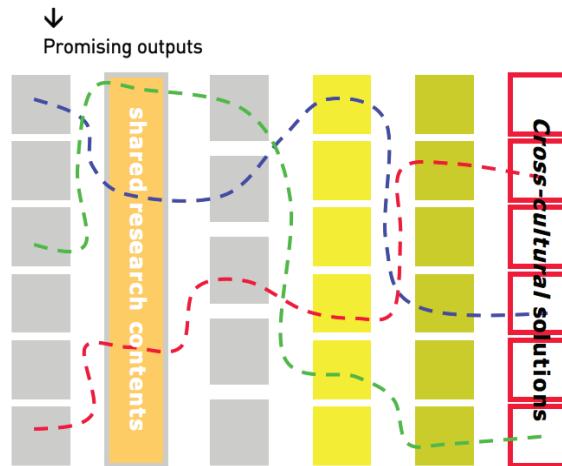 Promising outputs
shared research contents
Cross-cultural solutions